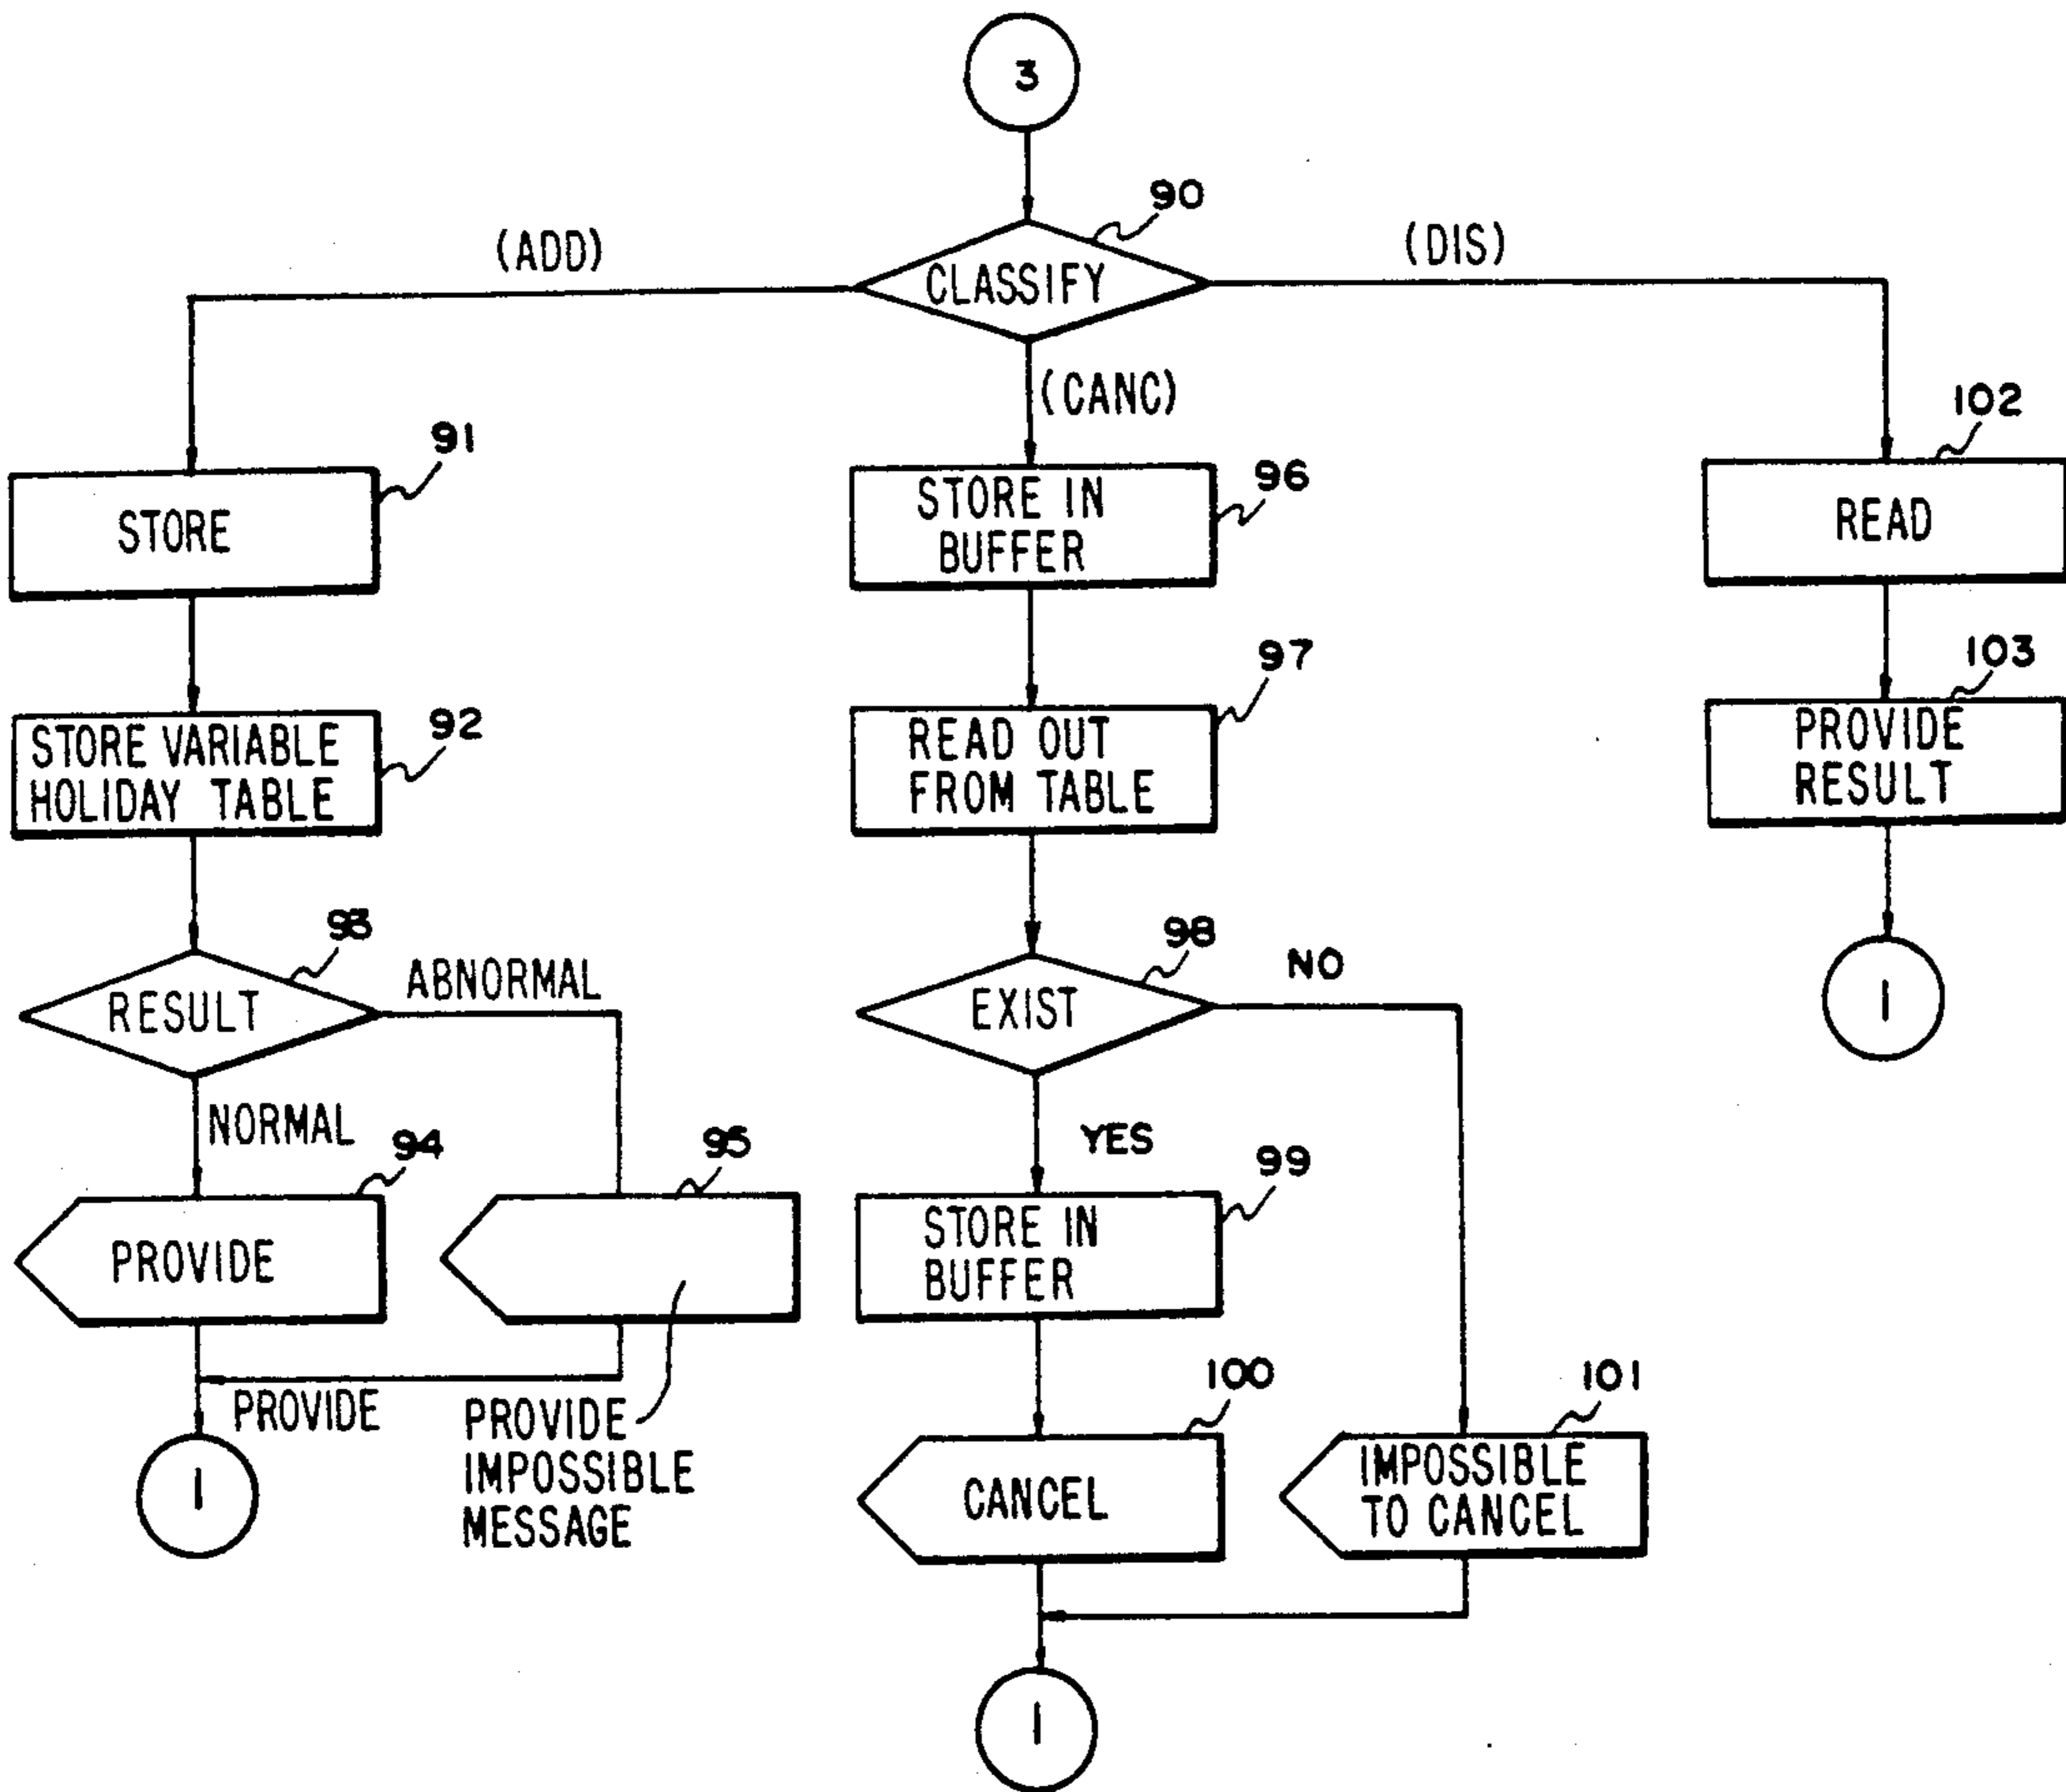 3
90
(ADD)
CLASSIFY
(DIS)
(CANC)
91
STORE
96
STORE IN
BUFFER
102
READ
92
STORE VARIABLE
HOLIDAY TABLE
97
READ OUT
FROM TABLE
103
PROVIDE
RESULT
93
RESULT
ABNORMAL
98
EXIST
NO
1
NORMAL
YES
94
PROVIDE
95
99
STORE IN
BUFFER
PROVIDE
PROVIDE
IMPOSSIBLE
MESSAGE
1
100
CANCEL
101
IMPOSSIBLE
TO CANCEL
1